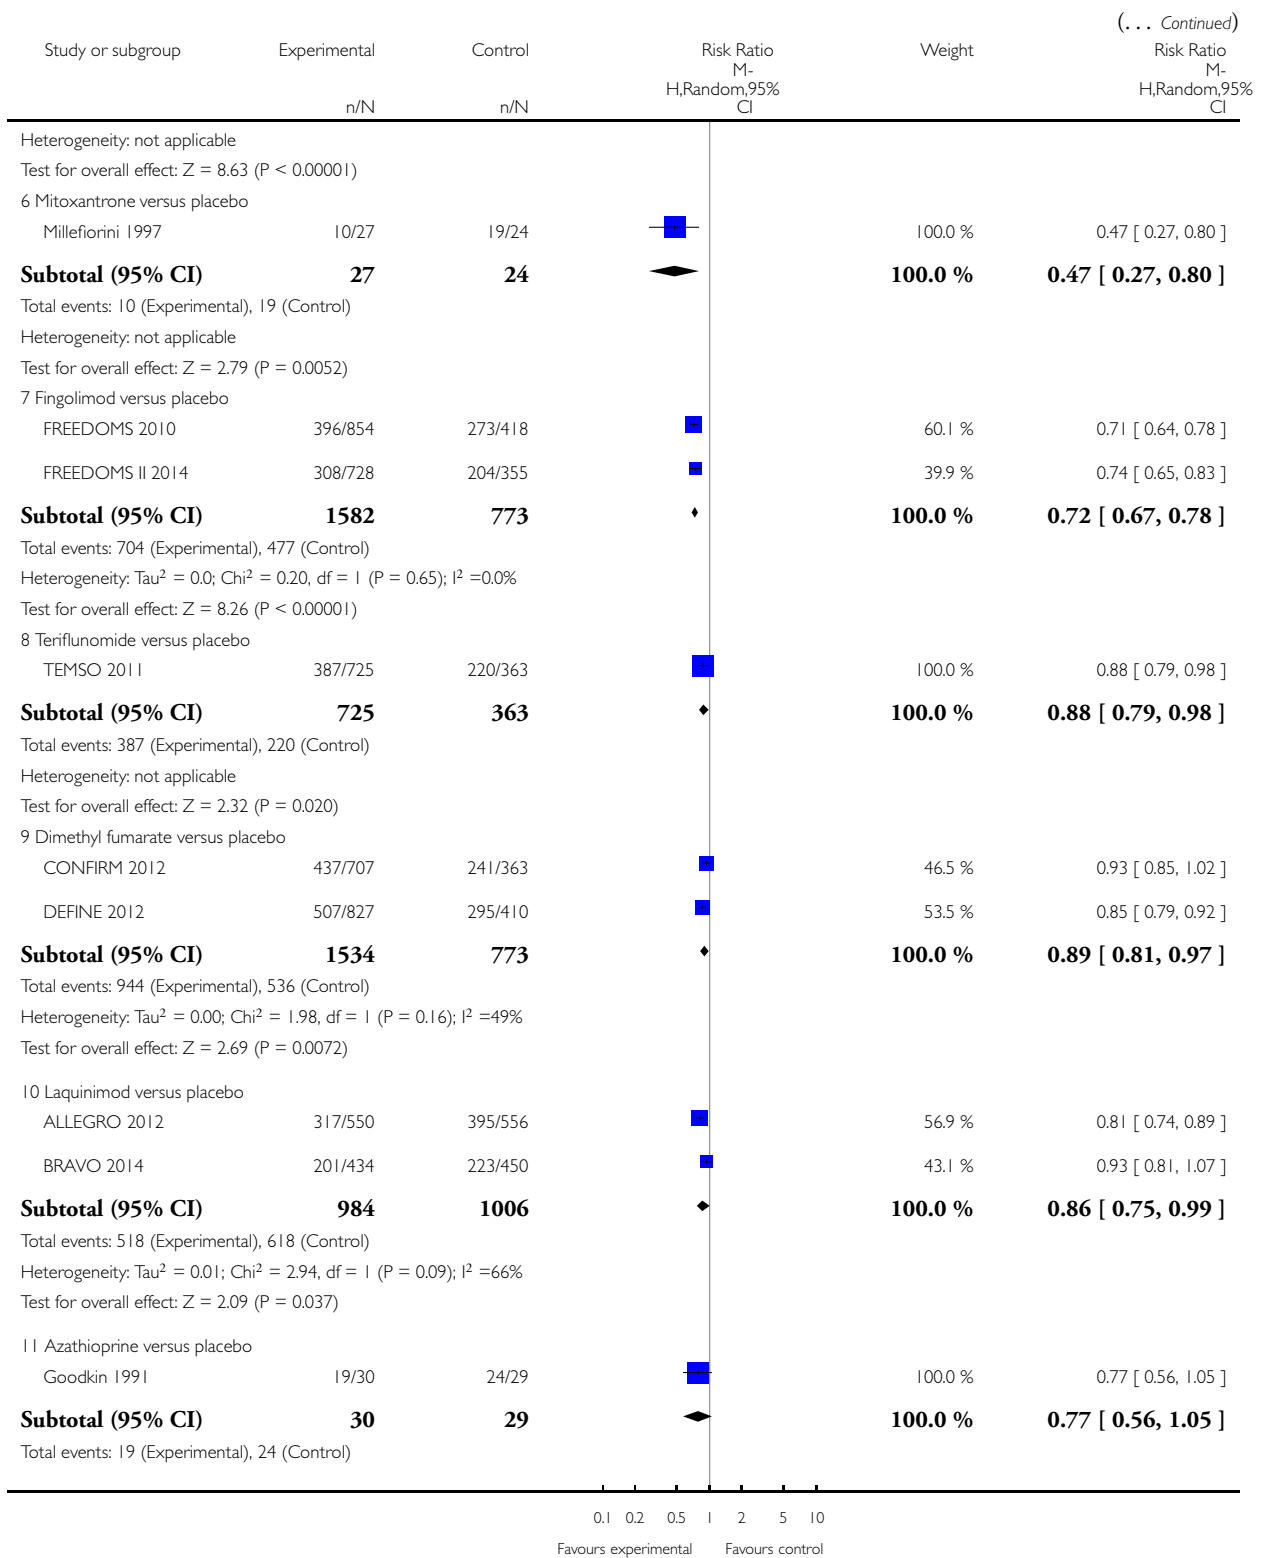 (... Continued)
Study or subgroup Experimental Control Risk Ratio Weight Risk Ratio
M- M-
H,Random,95% H,Random,95%
n/N n/N CI CI
Heterogeneity: not applicable
Test for overall effect: Z = 8.63 (P < 0.00001)
6 Mitoxantrone versus placebo
Millefiorini 1997 10/27 19/24 100.0 % 0.47 [ 0.27, 0.80 ]
Subtotal (95% CI) 27 24 100.0 % 0.47 [ 0.27, 0.80 ]
Total events: 10 (Experimental), 19 (Control)
Heterogeneity: not applicable
Test for overall effect: Z = 2.79 (P = 0.0052)
7 Fingolimod versus placebo
FREEDOMS 2010 396/854 273/418 60.1 % 0.71 [ 0.64, 0.78 ]
FREEDOMS II 2014 308/728 204/355 39.9 % 0.74 [ 0.65, 0.83 ]
Subtotal (95% CI) 1582 773 100.0 % 0.72 [ 0.67, 0.78 ]
Total events: 704 (Experimental), 477 (Control)
Heterogeneity: Tau² = 0.0; Chi² = 0.20, df = 1 (P = 0.65); I² =0.0%
Test for overall effect: Z = 8.26 (P < 0.00001)
8 Teriflunomide versus placebo
TEMSO 2011 387/725 220/363 100.0 % 0.88 [ 0.79, 0.98 ]
Subtotal (95% CI) 725 363 100.0 % 0.88 [ 0.79, 0.98 ]
Total events: 387 (Experimental), 220 (Control)
Heterogeneity: not applicable
Test for overall effect: Z = 2.32 (P = 0.020)
9 Dimethyl fumarate versus placebo
CONFIRM 2012 437/707 241/363 46.5 % 0.93 [ 0.85, 1.02 ]
DEFINE 2012 507/827 295/410 53.5 % 0.85 [ 0.79, 0.92 ]
Subtotal (95% CI) 1534 773 100.0 % 0.89 [ 0.81, 0.97 ]
Total events: 944 (Experimental), 536 (Control)
Heterogeneity: Tau² = 0.00; Chi² = 1.98, df = 1 (P = 0.16); I² =49%
Test for overall effect: Z = 2.69 (P = 0.0072)
10 Laquinimod versus placebo
ALLEGRO 2012 317/550 395/556 56.9 % 0.81 [ 0.74, 0.89 ]
BRAVO 2014 201/434 223/450 43.1 % 0.93 [ 0.81, 1.07 ]
Subtotal (95% CI) 984 1006 100.0 % 0.86 [ 0.75, 0.99 ]
Total events: 518 (Experimental), 618 (Control)
Heterogeneity: Tau² = 0.01; Chi² = 2.94, df = 1 (P = 0.09); I² =66%
Test for overall effect: Z = 2.09 (P = 0.037)
11 Azathioprine versus placebo
Goodkin 1991 19/30 24/29 100.0 % 0.77 [ 0.56, 1.05 ]
Subtotal (95% CI) 30 29 100.0 % 0.77 [ 0.56, 1.05 ]
Total events: 19 (Experimental), 24 (Control)
0.1 0.2 0.5 1 2 5 10
Favours experimental Favours control